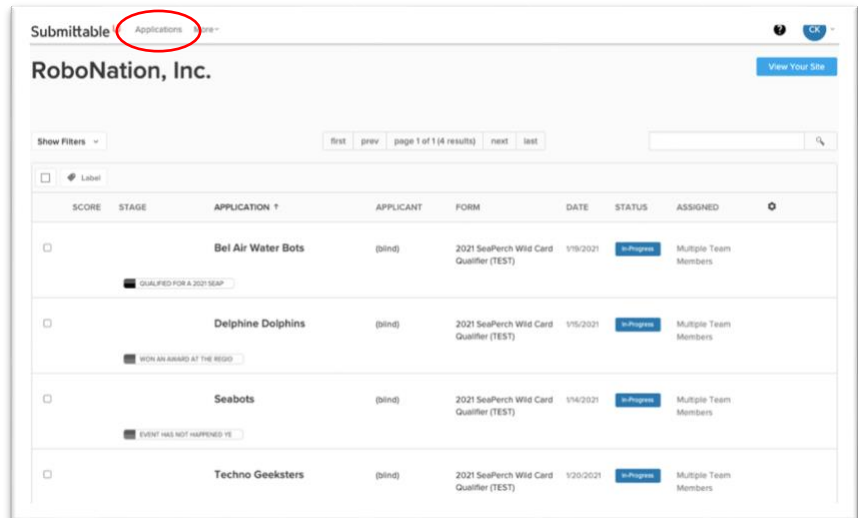 Submittable Applications More
? CK
RoboNation, Inc.
View Your Site
Show Filters
first prev page 1 of 1 (4 results) next last
Label
SCORE STAGE APPLICATION ↑ APPLICANT FORM DATE STATUS ASSIGNED
Bel Air Water Bots (blind) 2021 SeaPerch Wild Card 1/19/2021 In-Progress Multiple Team
Qualifier (TEST) Members
QUALIFIED FOR A 2021 SEAP
Delphine Dolphins (blind) 2021 SeaPerch Wild Card 1/15/2021 In-Progress Multiple Team
Qualifier (TEST) Members
WON AN AWARD AT THE REGIO
Seabots (blind) 2021 SeaPerch Wild Card 1/14/2021 In-Progress Multiple Team
Qualifier (TEST) Members
EVENT HAS NOT HAPPENED YE
Techno Geeksters (blind) 2021 SeaPerch Wild Card 1/20/2021 In-Progress Multiple Team
Qualifier (TEST) Members